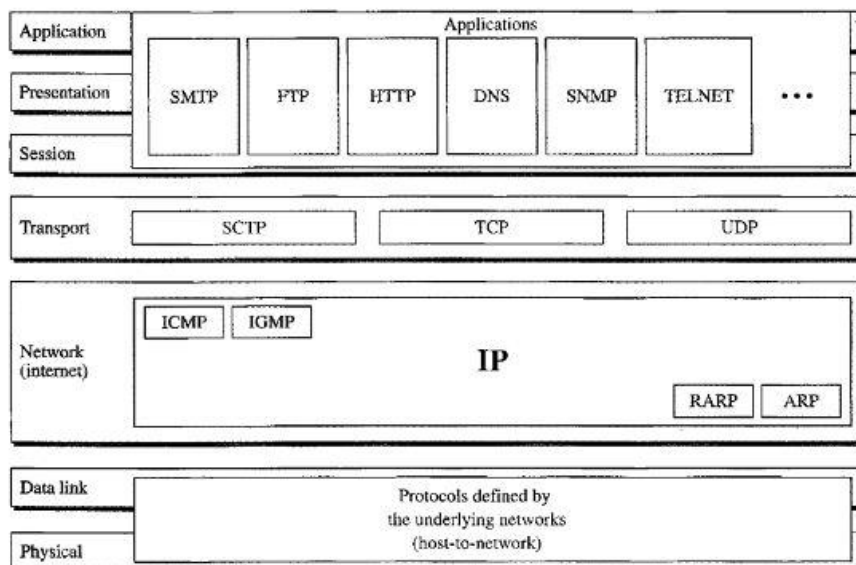 Application
Applications
Presentation
SMTP FTP HTTP DNS SNMP TELNET •••
Session
Transport
SCTP TCP UDP
ICMP IGMP
Network
(internet)
IP
RARP ARP
Data link
Protocols defined by
the underlying networks
(host-to-network)
Physical